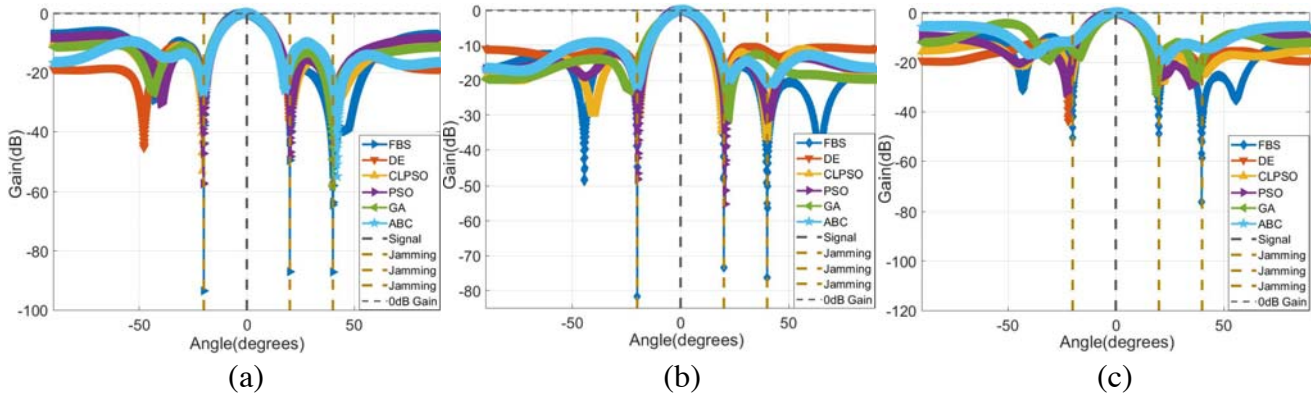 0
-20
-40
-60
-80
-100
Gain(dB)
-50
0
50
Angle(degrees)
FBS
DE
CLPSO
PSO
GA
ABC
Signal
Jamming
Jamming
Jamming
0dB Gain
(a)
0
-10
-20
-30
-40
-50
-60
-70
-80
Gain(dB)
-50
0
50
Angle(degrees)
FBS
DE
CLPSO
PSO
GA
ABC
Signal
Jamming
Jamming
Jamming
0dB Gain
(b)
0
-20
-40
-60
-80
-100
-120
Gain(dB)
-50
0
50
Angle(degrees)
FBS
DE
CLPSO
PSO
GA
ABC
Signal
Jamming
Jamming
Jamming
0dB Gain
(c)